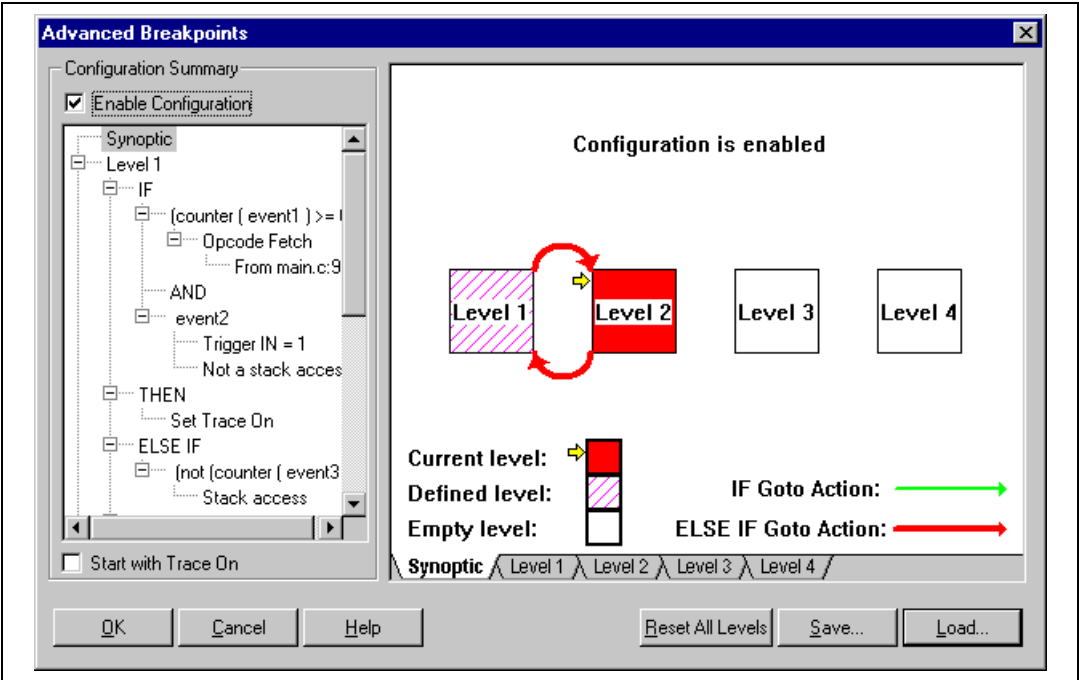 Advanced Breakpoints
Configuration Summary
Enable Configuration
Synoptic
Level 1
IF
(counter ( event1 ) >=
Opcode Fetch
From main.c:9
AND
event2
Trigger IN = 1
Not a stack acces
THEN
Set Trace On
ELSE IF
(not (counter ( event3
Stack access
Start with Trace On
Configuration is enabled
Level 1
Level 2
Level 3
Level 4
Current level:
Defined level:
Empty level:
IF Goto Action:
ELSE IF Goto Action:
Synoptic Level 1 Level 2 Level 3 Level 4
OK Cancel Help Reset All Levels Save... Load...